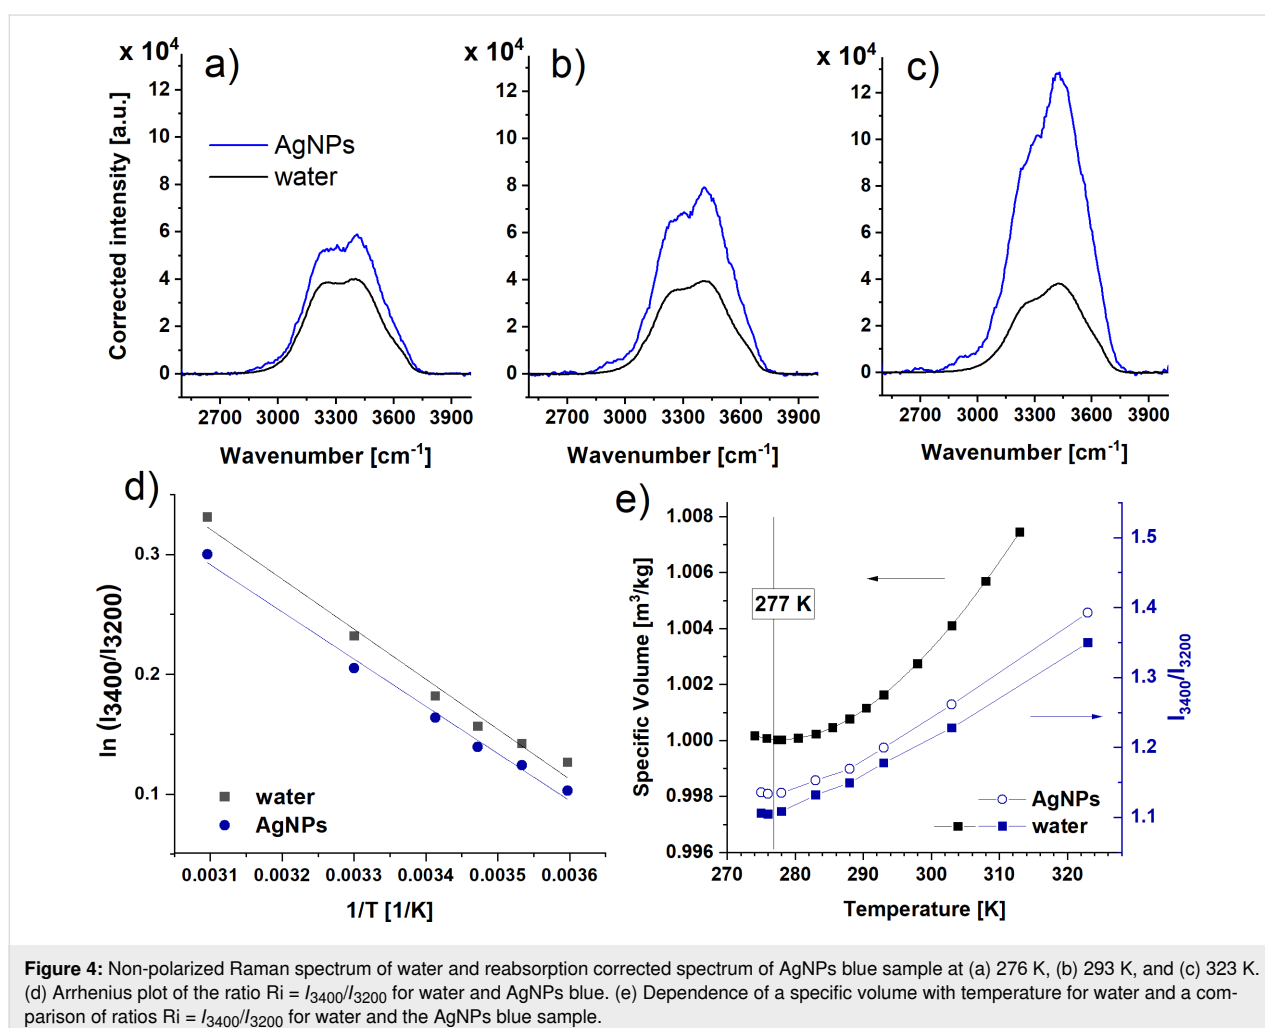 x 10⁴ a)
x 10⁴ b)
x 10⁴ c)
Corrected intensity [a.u.]
12
10
8
6
4
2
0
AgNPs
water
2700 3000 3300 3600 3900
Wavenumber [cm⁻¹]
12
10
8
6
4
2
0
2700 3000 3300 3600 3900
Wavenumber [cm⁻¹]
12
10
8
6
4
2
0
2700 3000 3300 3600 3900
Wavenumber [cm⁻¹]
d)
ln (I3400/I3200)
0.3
0.2
0.1
water
AgNPs
0.0031 0.0032 0.0033 0.0034 0.0035 0.0036
1/T [1/K]
e)
Specific Volume [m³/kg]
1.008
1.006
1.004
1.002
1.000
0.998
0.996
277 K
AgNPs
water
270 280 290 300 310 320
Temperature [K]
1.5
1.4
1.3
1.2
1.1
I₃₄₀₀/I₃₂₀₀
Figure 4: Non-polarized Raman spectrum of water and reabsorption corrected spectrum of AgNPs blue sample at (a) 276 K, (b) 293 K, and (c) 323 K.
(d) Arrhenius plot of the ratio Ri = I₃₄₀₀/I₃₂₀₀ for water and AgNPs blue. (e) Dependence of a specific volume with temperature for water and a com-
parison of ratios Ri = I₃₄₀₀/I₃₂₀₀ for water and the AgNPs blue sample.